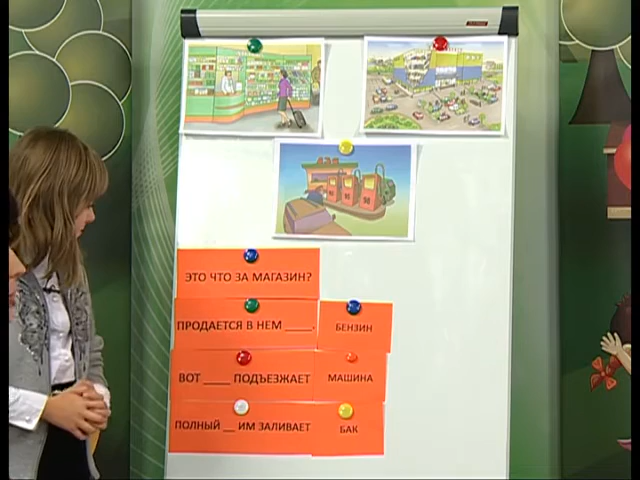 ЭТО ЧТО ЗА МАГАЗИН?
ПРОДАЕТСЯ В НЕМ ____. БЕНЗИН
ВОТ ____ ПОДЪЕЗЖАЕТ МАШИНА
ПОЛНЫЙ __ ИМ ЗАЛИВАЕТ БАК